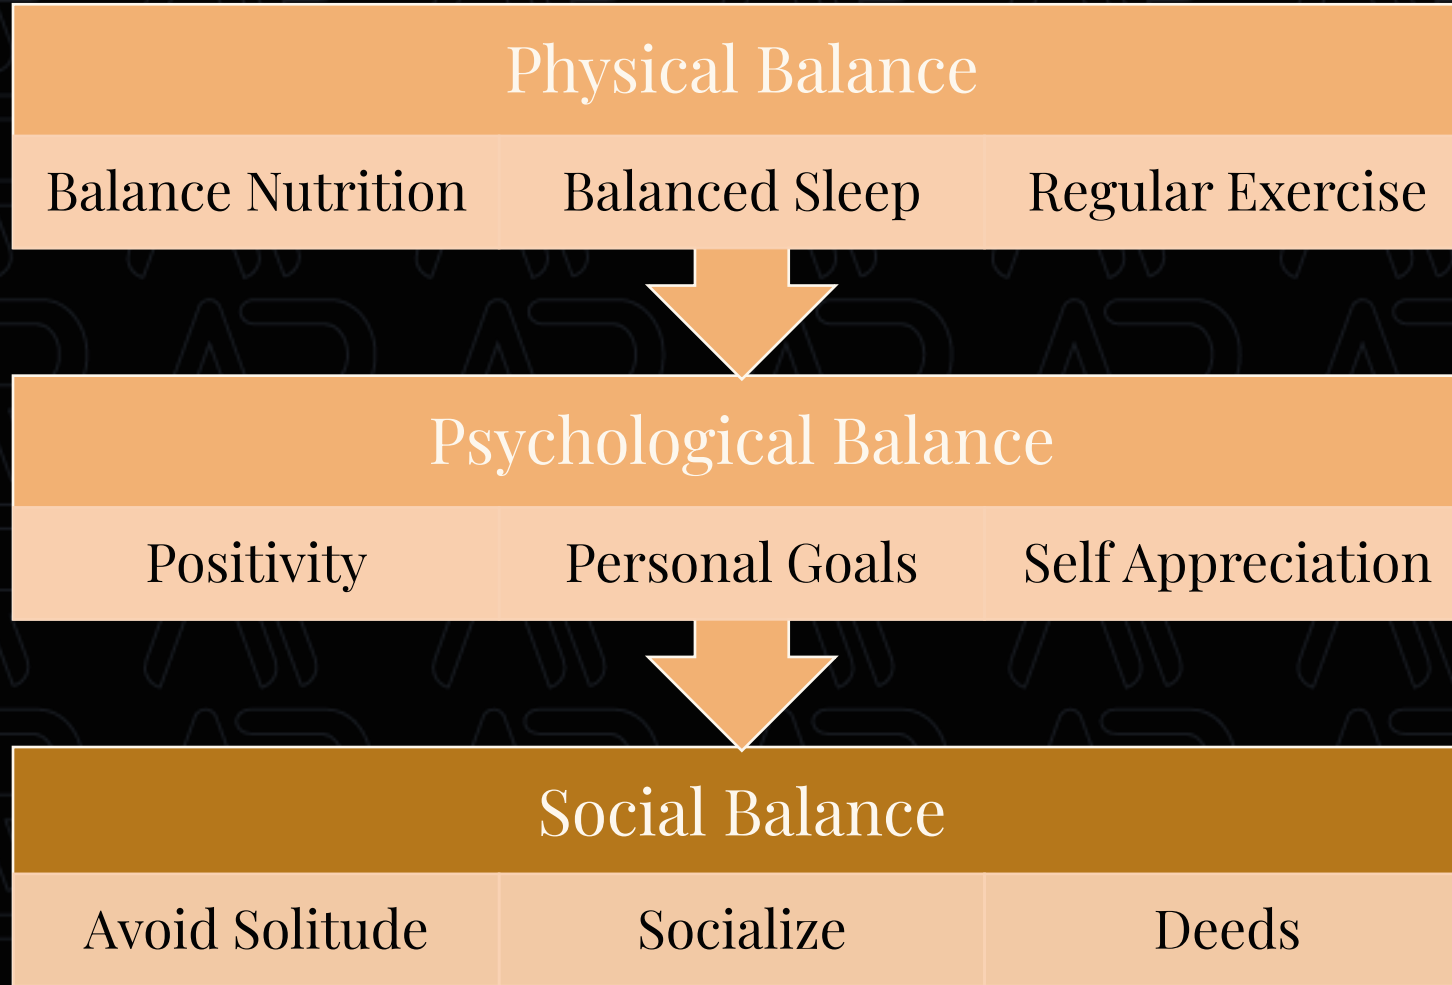 Physical Balance
Balance Nutrition
Balanced Sleep
Regular Exercise
Psychological Balance
Positivity
Personal Goals
Self Appreciation
Social Balance
Avoid Solitude
Socialize
Deeds